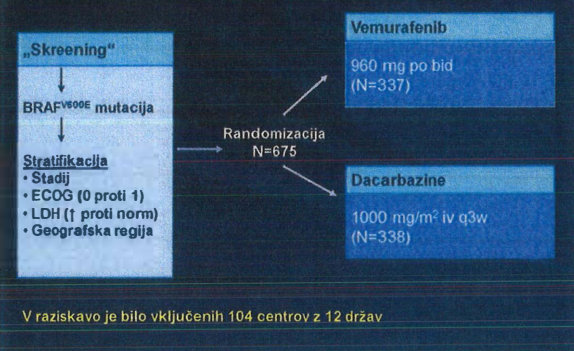 „Skreening“
BRAFV600E mutacija
Stratifikacija
• Stadij
• ECOG (0 proti 1)
• LDH (↑ proti norm)
• Geografska regija
Randomizacija
N=675
Vemurafenib
960 mg po bid
(N=337)
Dacarbazine
1000 mg/m² iv q3w
(N=338)
V raziskavo je bilo vključenih 104 centrov z 12 držav